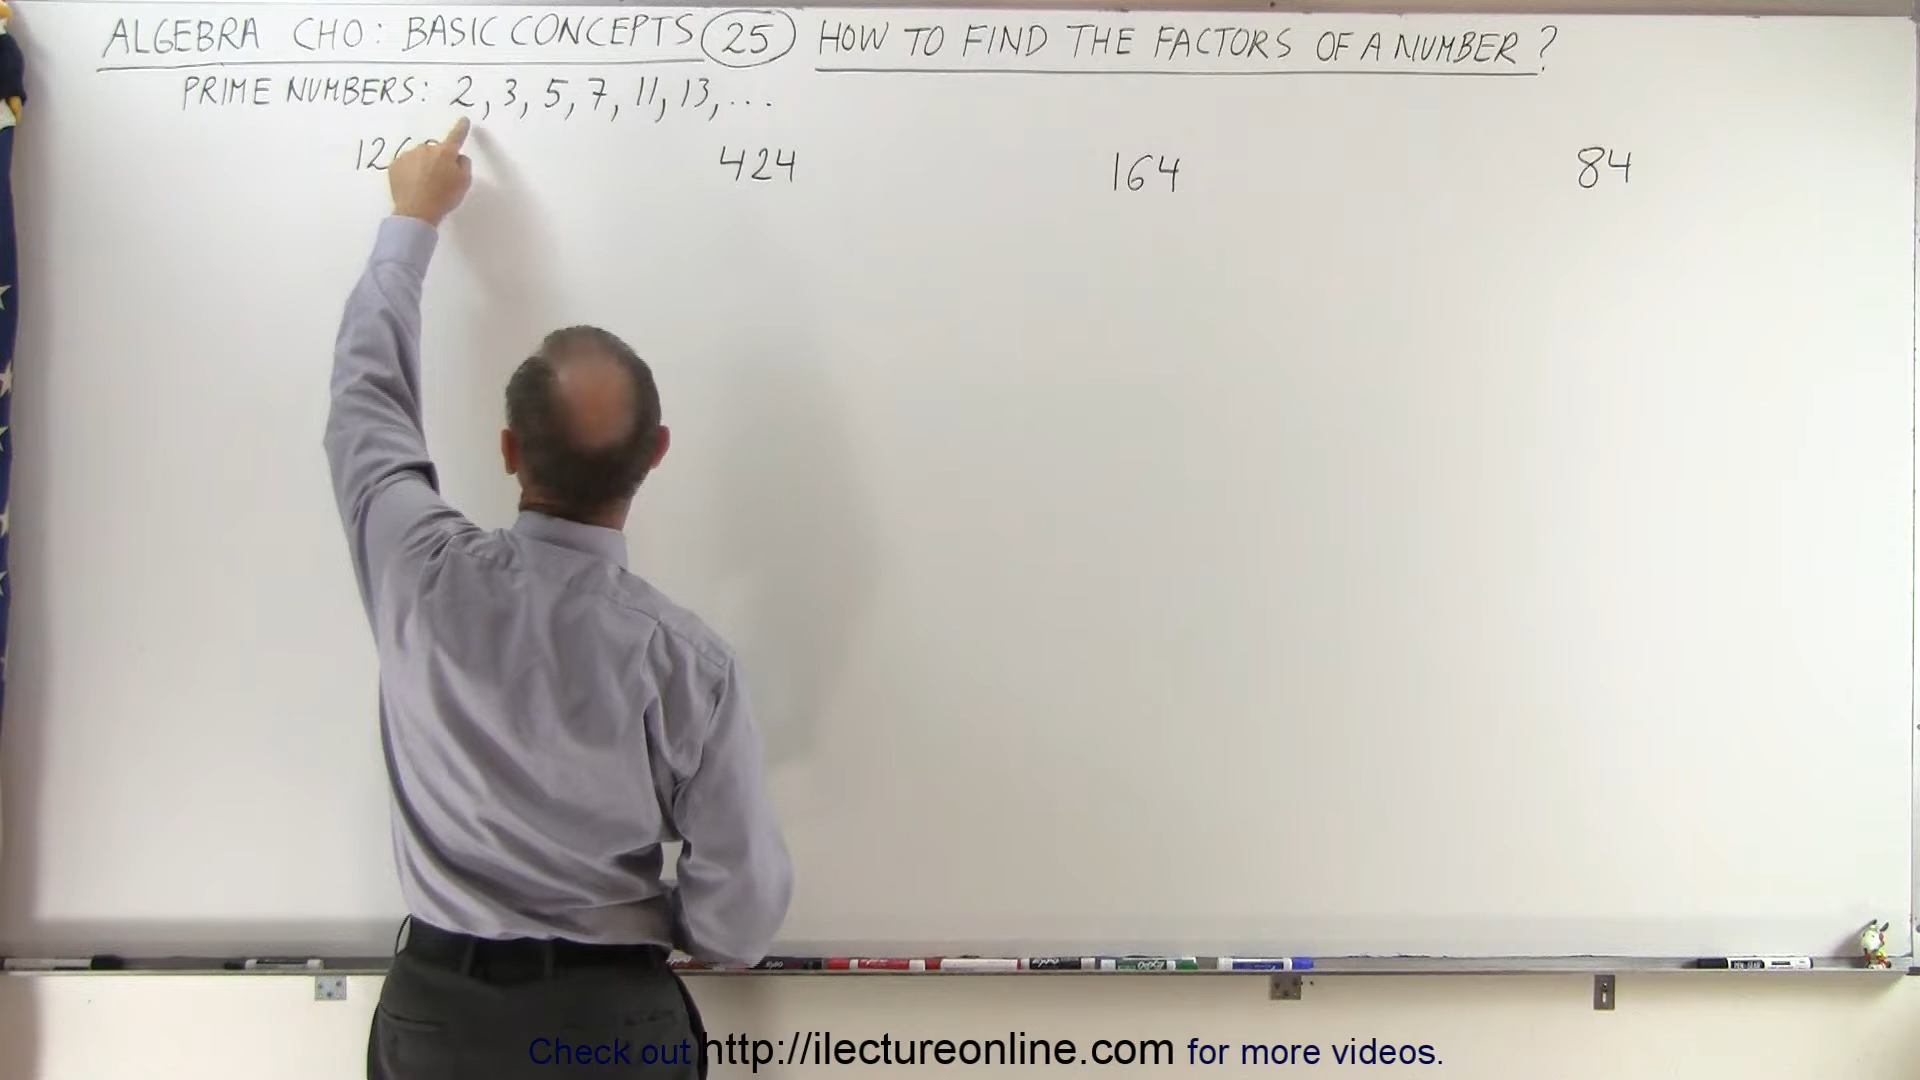 ALGEBRA CHO: BASIC CONCEPTS 25 HOW TO FIND THE FACTORS OF A NUMBER?
PRIME NUMBERS: 2, 3, 5, 7, 11, 13, ...
424 164 84
Check out http://ilectureonline.com for more videos.